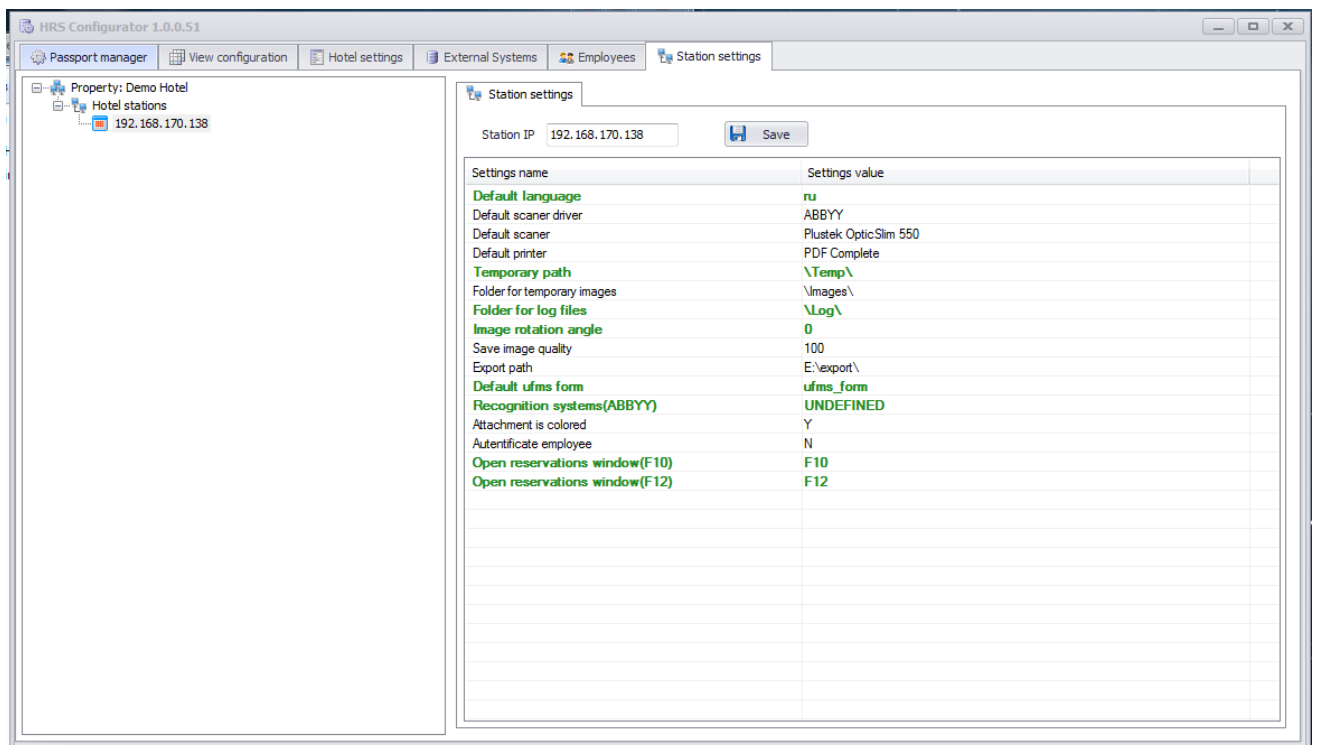 HRS Configurator 1.0.0.51
Passport manager View configuration Hotel settings External Systems Employees Station settings
Property: Demo Hotel
Hotel stations
192.168.170.138
Station settings
Station IP 192.168.170.138 Save
Settings name Settings value
Default language ru
Default scaner driver ABBYY
Default scaner Plustek OpticSlim 550
Default printer PDF Complete
Temporary path \Temp\
Folder for temporary images \Images\
Folder for log files \Log\
Image rotation angle 0
Save image quality 100
Export path E:\export\
Default ufms form ufms_form
Recognition systems(ABBYY) UNDEFINED
Attachment is colored Y
Autentificate employee N
Open reservations window(F10) F10
Open reservations window(F12) F12